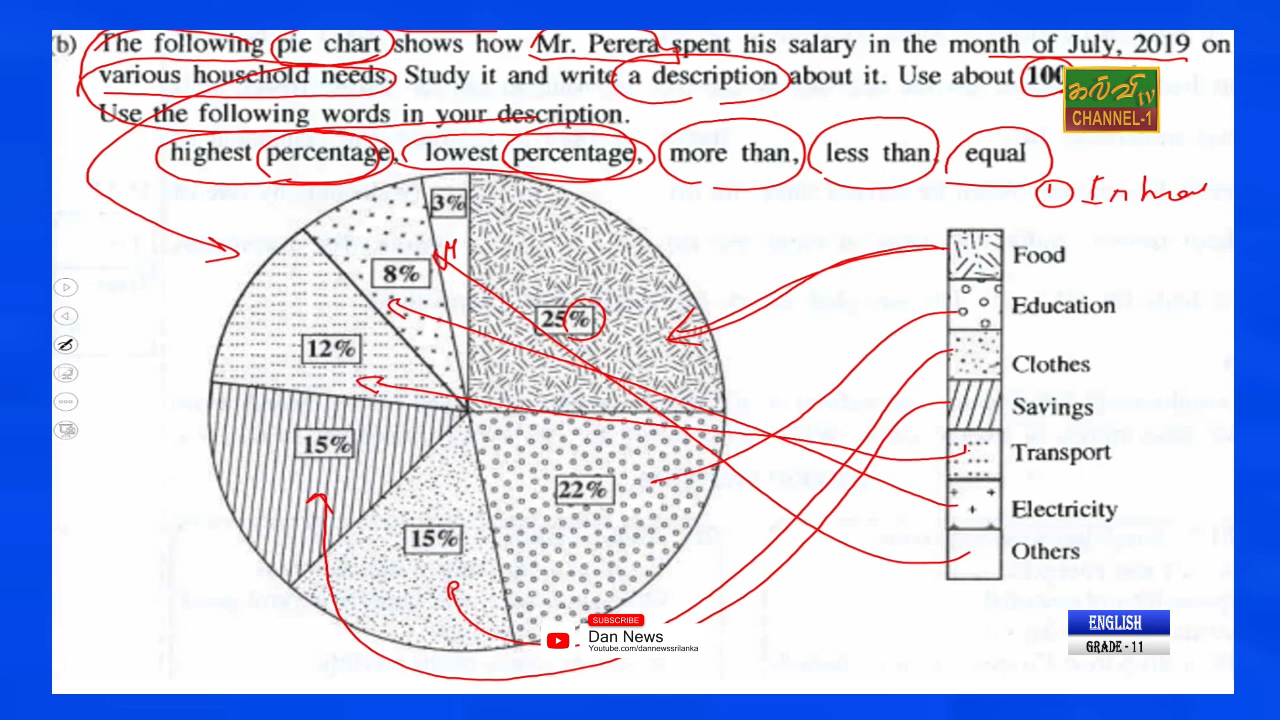 (b) The following pie chart shows how Mr. Perera spent his salary in the month of July, 2019 on
various household needs. Study it and write a description about it. Use about 100
Use the following words in your description.
highest percentage, lowest percentage, more than, less than, equal
கல்வி tv
CHANNEL-1
3%
8%
25%
12%
15%
22%
15%
Food
Education
Clothes
Savings
Transport
Electricity
Others
SUBSCRIBE
Dan News
Youtube.com/dannewssrilanka
ENGLISH
GRADE - 11